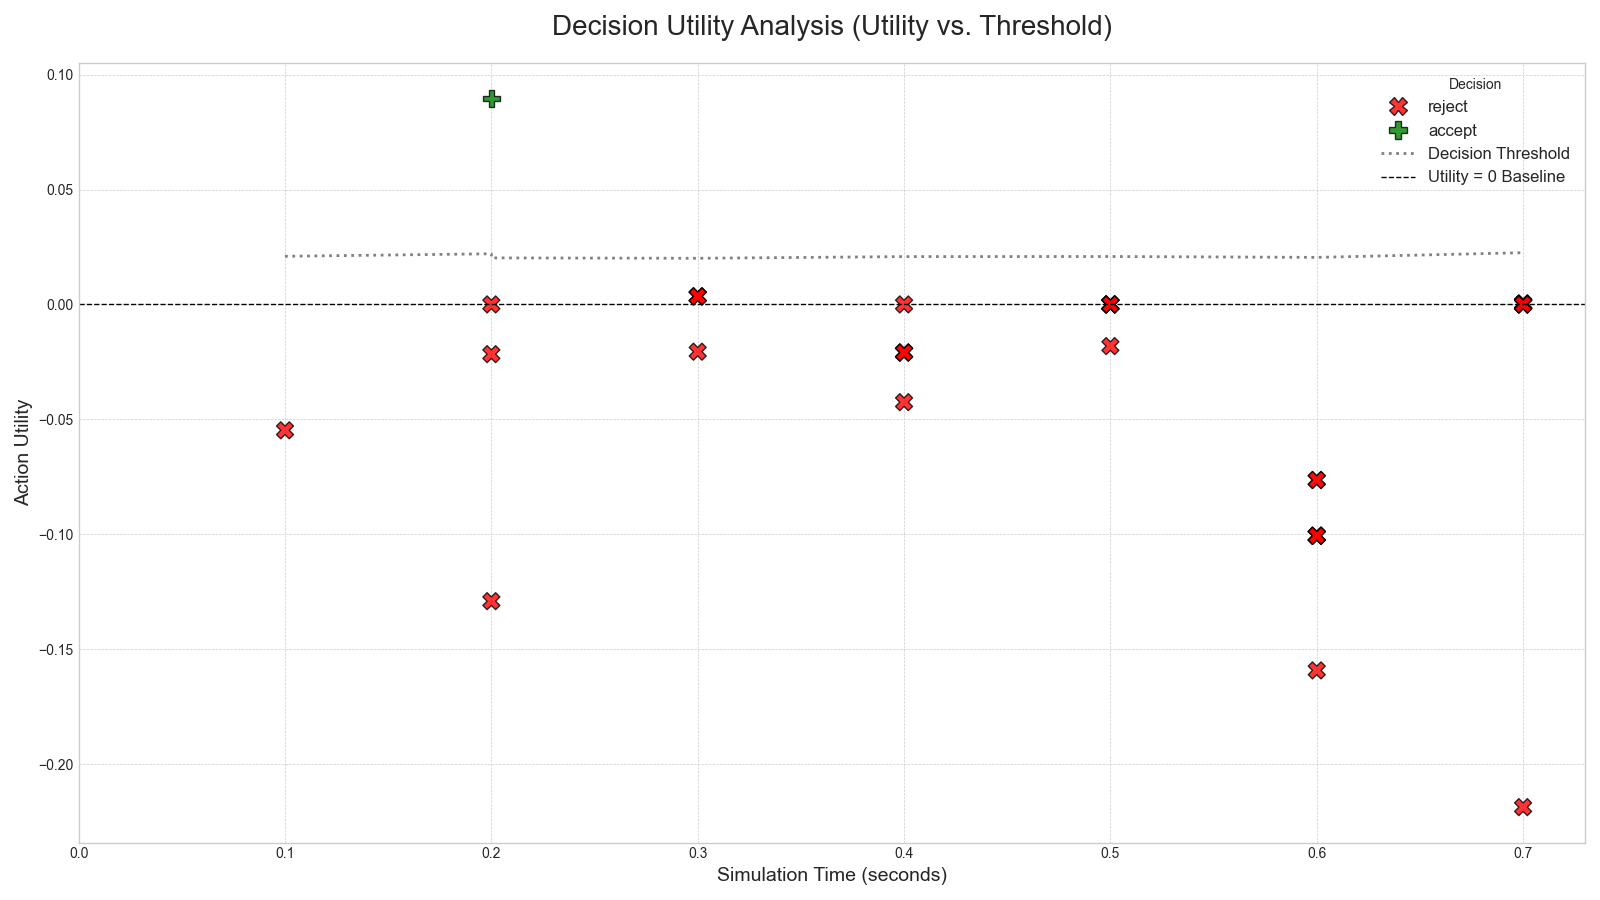 Decision Utility Analysis (Utility vs. Threshold)
Decision
reject
accept
Decision Threshold
Utility = 0 Baseline
Action Utility
0.10
0.05
0.00
−0.05
−0.10
−0.15
−0.20
0.0 0.1 0.2 0.3 0.4 0.5 0.6 0.7
Simulation Time (seconds)